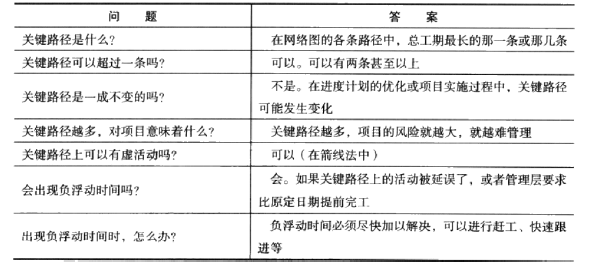 问 题 答 案
关键路径是什么? 在网络图的各条路径中，总工期最长的那一条或那几条
关键路径可以超过一条吗? 可以。可以有两条甚至以上
关键路径是一成不变的吗? 不是。在进度计划的优化或项目实施过程中，关键路径
可能发生变化
关键路径越多，对项目意味着什么? 关键路径越多，项目的风险就越大，就越难管理
关键路径上可以有虚活动吗? 可以（在箭线法中）
会出现负浮动时间吗? 会。如果关键路径上的活动被延误了，或者管理层要求
比原定日期提前完工
出现负浮动时间时，怎么办? 负浮动时间必须尽快加以解决，可以进行赶工、快速跟
进等